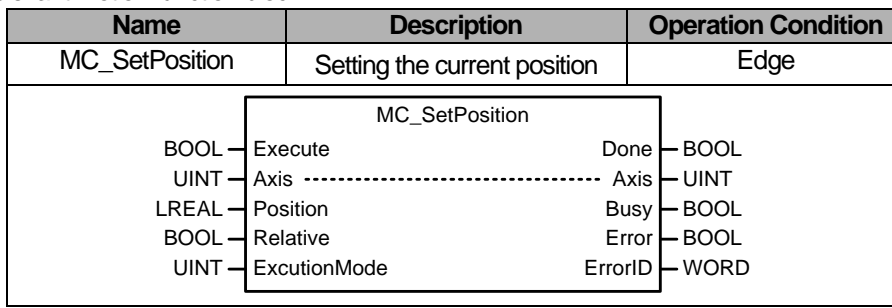 Name Description Operation Condition
MC_SetPosition Setting the current position Edge
MC_SetPosition
BOOL Execute Done BOOL
UINT Axis Axis UINT
LREAL Position Busy BOOL
BOOL Relative Error BOOL
UINT ExcutionMode ErrorID WORD